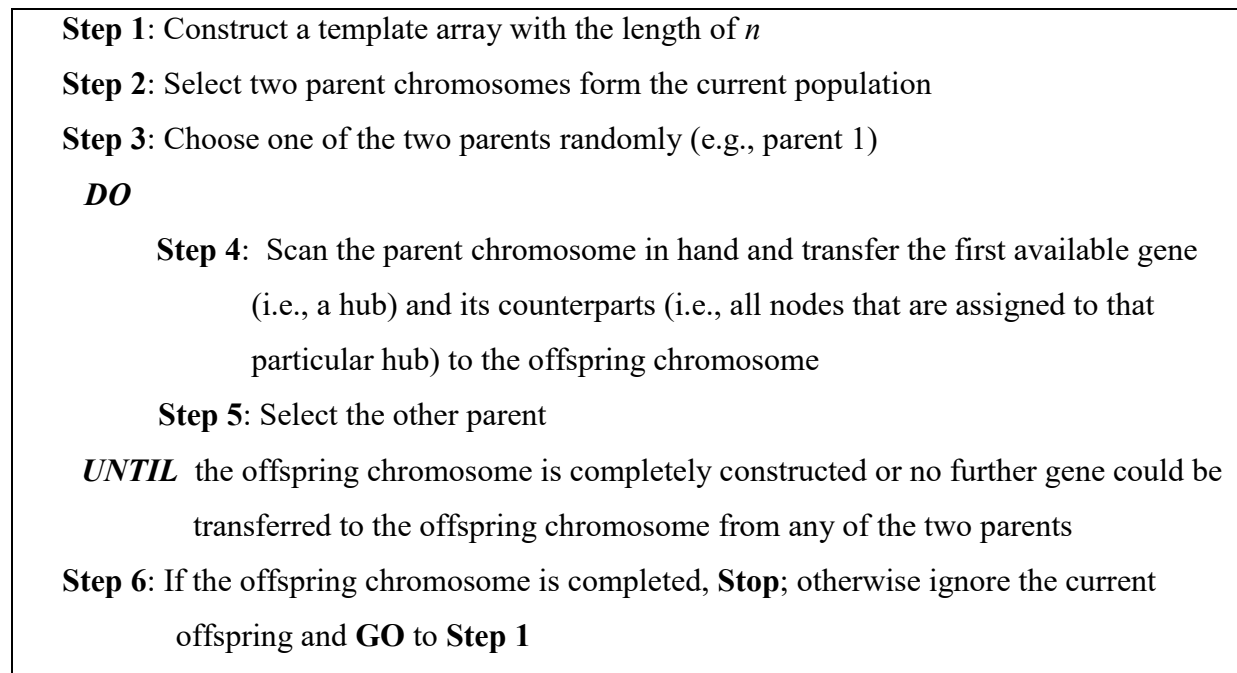 Step 1: Construct a template array with the length of n
Step 2: Select two parent chromosomes form the current population
Step 3: Choose one of the two parents randomly (e.g., parent 1)
DO
Step 4: Scan the parent chromosome in hand and transfer the first available gene
(i.e., a hub) and its counterparts (i.e., all nodes that are assigned to that
particular hub) to the offspring chromosome
Step 5: Select the other parent
UNTIL the offspring chromosome is completely constructed or no further gene could be
transferred to the offspring chromosome from any of the two parents
Step 6: If the offspring chromosome is completed, Stop; otherwise ignore the current
offspring and GO to Step 1